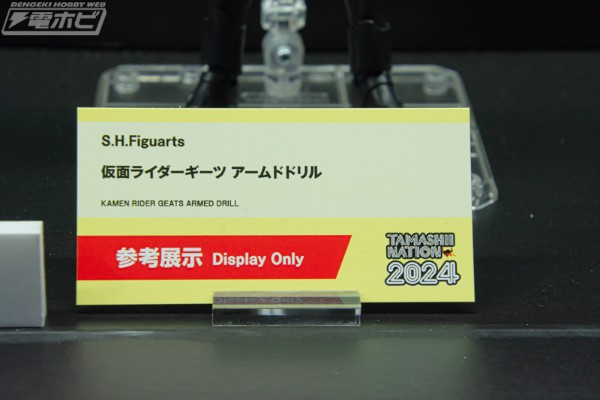 DENGEKI HOBBY WEB
電ホビ
S.H.Figuarts
仮面ライダーギーツ アームドドリル
KAMEN RIDER GEATS ARMED DRILL
参考展示 Display Only
TAMASHII
NATION
2024